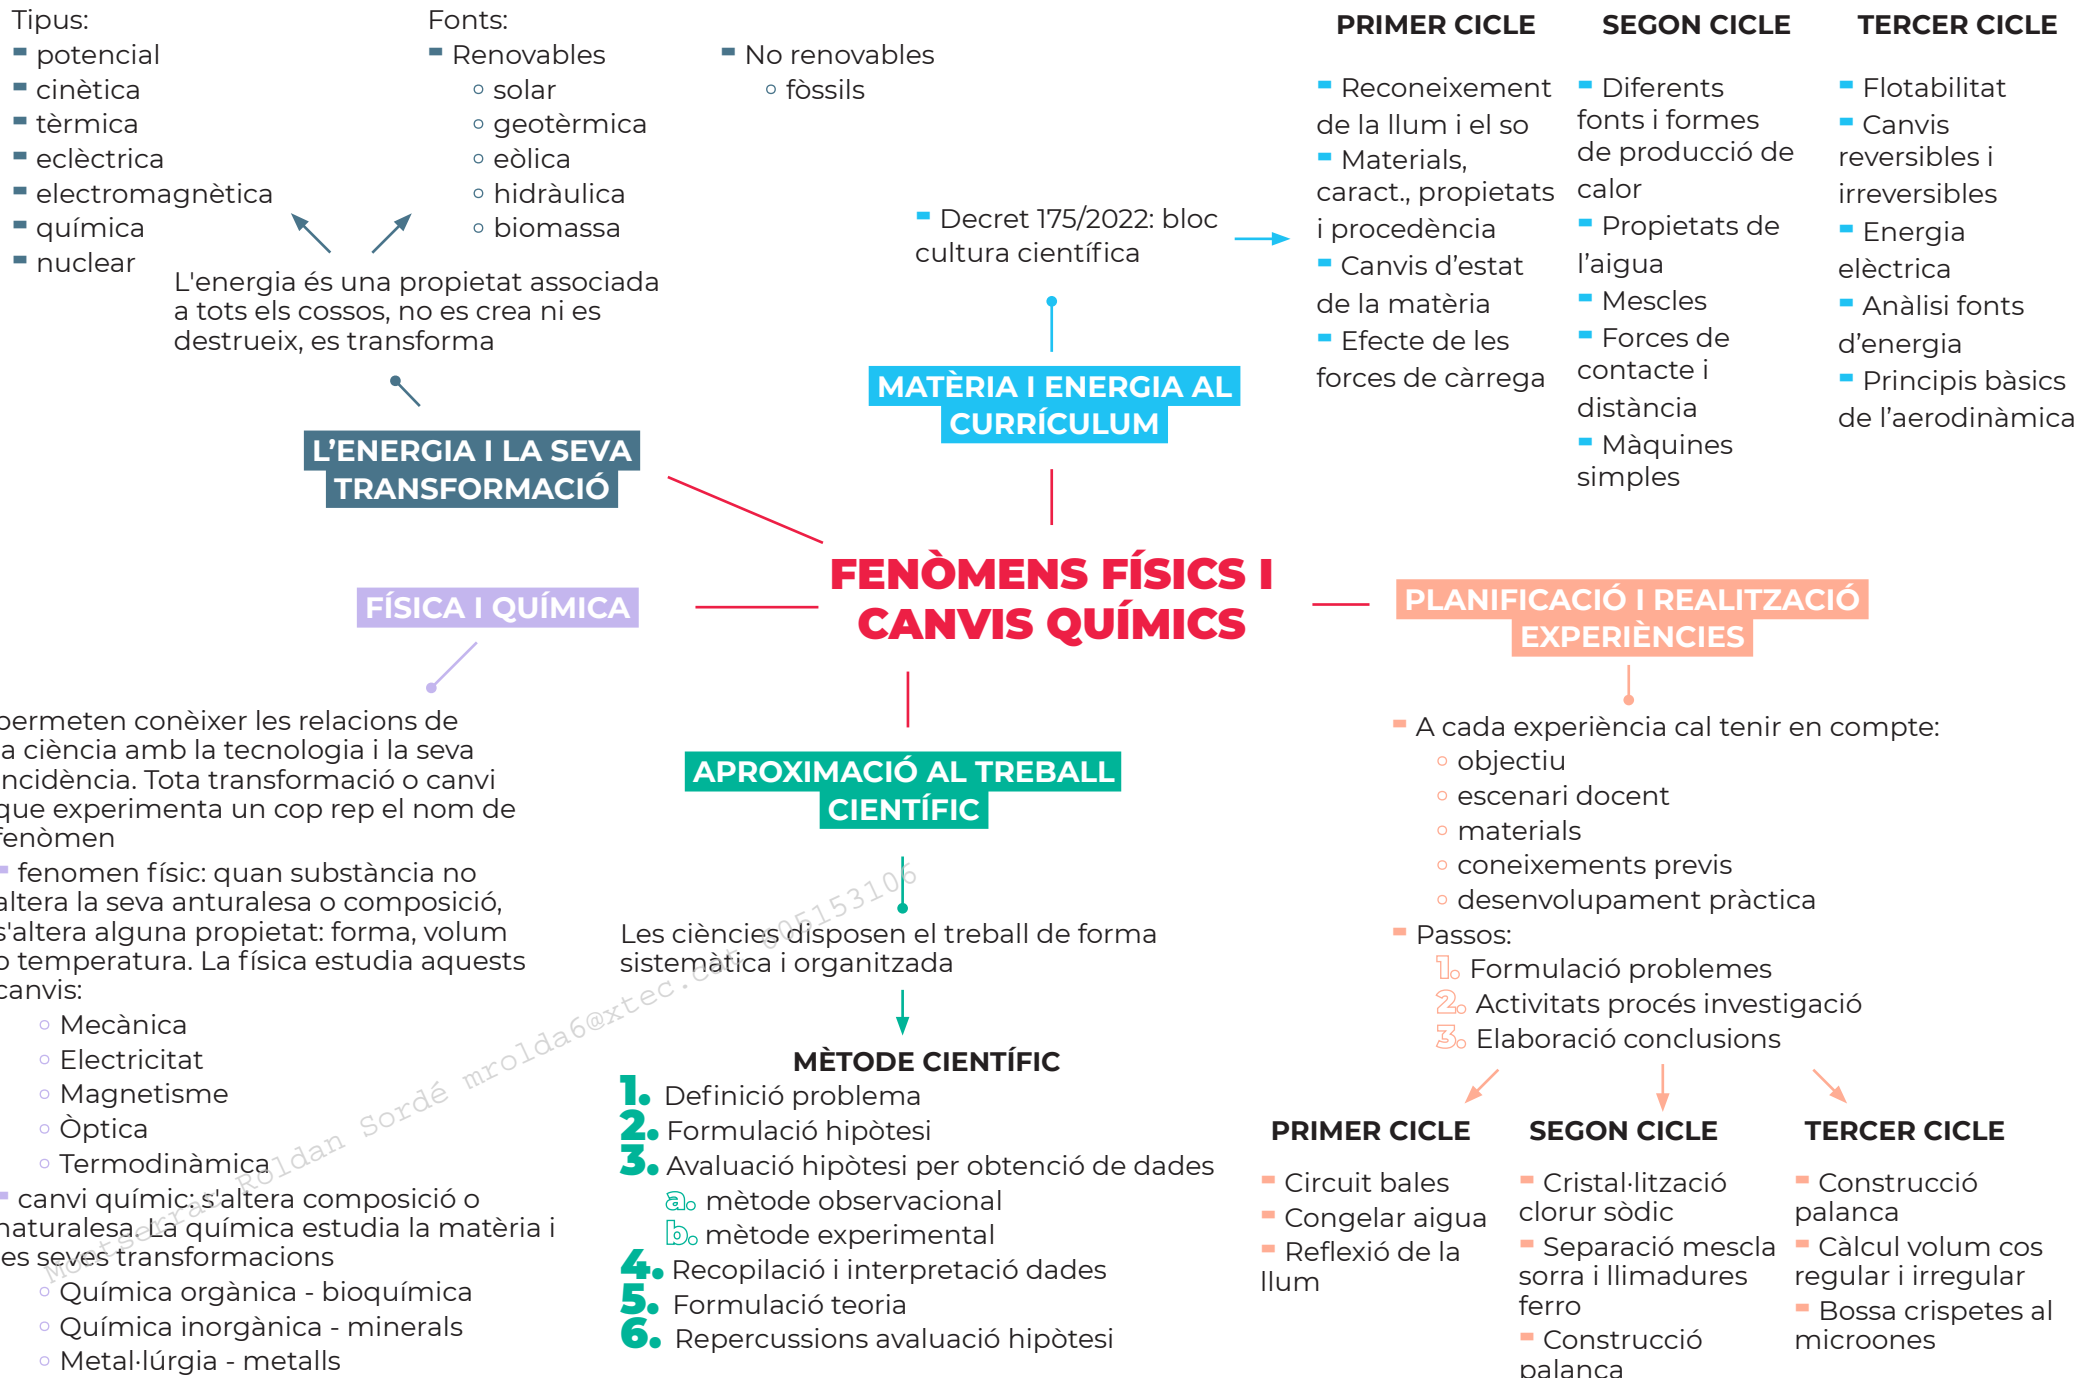 Tipus:
potencial
cinètica
tèrmica
eclèctrica
electromagnètica
química
nuclear
Fonts:
Renovables
solar
geotèrmica
eòlica
hidràulica
biomassa
No renovables
fòssils
L'energia és una propietat associada
a tots els cossos, no es crea ni es
destrueix, es transforma
L’ENERGIA I LA SEVA
TRANSFORMACIÓ
Decret 175/2022: bloc
cultura científica
MATÈRIA I ENERGIA AL
CURRÍCULUM
PRIMER CICLE
Reconeixement
de la llum i el so
Materials,
caract., propietats
i procedència
Canvis d’estat
de la matèria
Efecte de les
forces de càrrega
SEGON CICLE
Diferents
fonts i formes
de producció de
calor
Propietats de
l’aigua
Mescles
Forces de
contacte i
distància
Màquines
simples
TERCER CICLE
Flotabilitat
Canvis
reversibles i
irreversibles
Energia
elèctrica
Anàlisi fonts
d’energia
Principis bàsics
de l’aerodinàmica
FENÒMENS FÍSICS I
CANVIS QUÍMICS
FÍSICA I QUÍMICA
permeten conèixer les relacions de
la ciència amb la tecnologia i la seva
incidència. Tota transformació o canvi
que experimenta un cop rep el nom de
fenòmen
fenomen físic: quan substància no
altera la seva anturalesa o composició,
s'altera alguna propietat: forma, volum
o temperatura. La física estudia aquests
canvis:
Mecànica
Electricitat
Magnetisme
Òptica
Termodinàmica
canvi químic: s'altera composició o
naturalesa. La química estudia la matèria i
les seves transformacions
Química orgànica - bioquímica
Química inorgànica - minerals
Metal·lúrgia - metalls
APROXIMACIÓ AL TREBALL
CIENTÍFIC
Les ciències disposen el treball de forma
sistemàtica i organitzada
MÈTODE CIENTÍFIC
1. Definició problema
2. Formulació hipòtesi
3. Avaluació hipòtesi per obtenció de dades
a. mètode observacional
b. mètode experimental
4. Recopilació i interpretació dades
5. Formulació teoria
6. Repercussions avaluació hipòtesi
PLANIFICACIÓ I REALITZACIÓ
EXPERIÈNCIES
A cada experiència cal tenir en compte:
objectiu
escenari docent
materials
coneixements previs
desenvolupament pràctica
Passos:
1. Formulació problemes
2. Activitats procés investigació
3. Elaboració conclusions
PRIMER CICLE
Circuit bales
Congelar aigua
Reflexió de la
llum
SEGON CICLE
Cristal·lització
clorur sòdic
Separació mescla
sorra i llimadures
ferro
Construcció
palanca
TERCER CICLE
Construcció
palanca
Càlcul volum cos
regular i irregular
Bossa crispetes al
microones
Montserrat Roldan Sordé mrolda6@xtec.cat 605153106